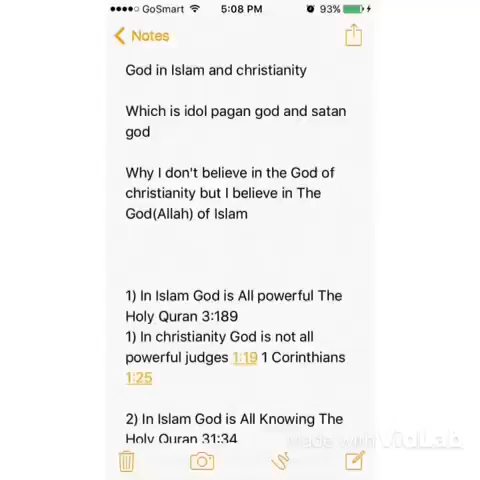 GoSmart 5:08 PM 93%
Notes
God in Islam and christianity
Which is idol pagan god and satan
god
Why I don't believe in the God of
christianity but I believe in The
God(Allah) of Islam
1) In Islam God is All powerful The
Holy Quran 3:189
1) In christianity God is not all
powerful judges 1:19 1 Corinthians
1:25
2) In Islam God is All Knowing The
Holy Quran 31:34
made with VidLab